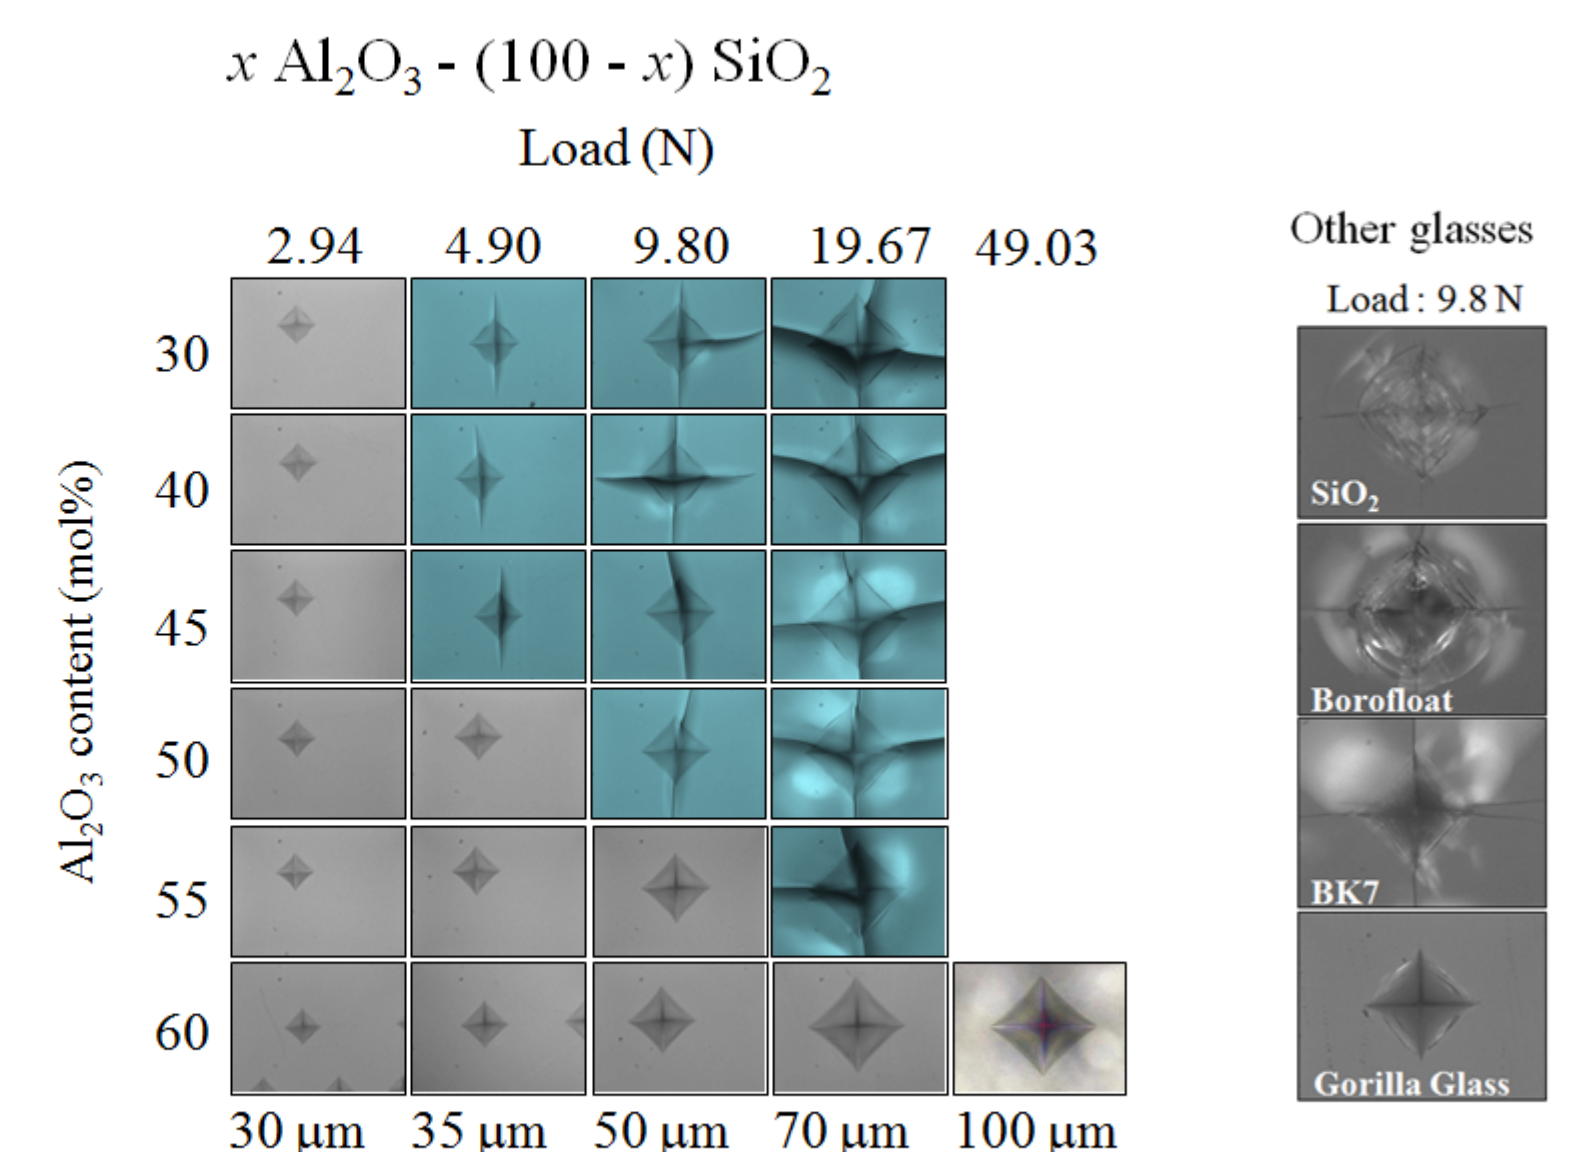 x Al₂O₃ - (100 - x) SiO₂
Load (N)
2.94 4.90 9.80 19.67 49.03
Al₂O₃ content (mol%)
30
40
45
50
55
60
30 μm 35 μm 50 μm 70 μm 100 μm
Other glasses
Load : 9.8 N
SiO₂
Borofloat
BK7
Gorilla Glass